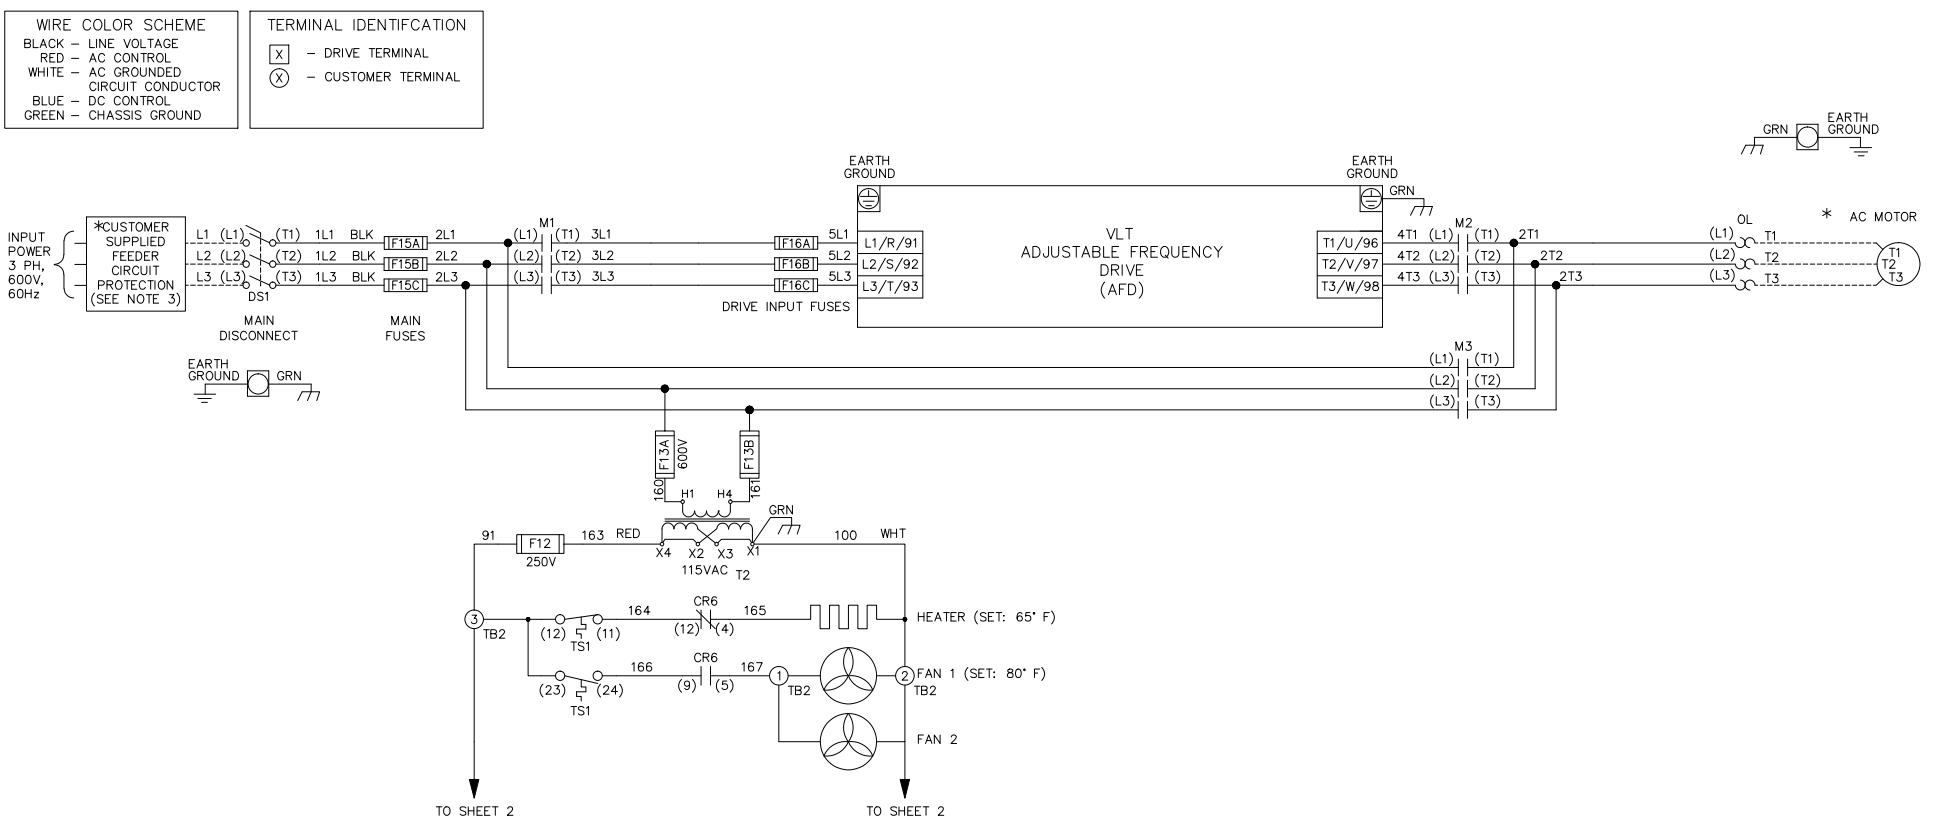 WIRE COLOR SCHEME
BLACK – LINE VOLTAGE
RED – AC CONTROL
WHITE – AC GROUNDED
CIRCUIT CONDUCTOR
BLUE – DC CONTROL
GREEN – CHASSIS GROUND
TERMINAL IDENTIFCATION
X – DRIVE TERMINAL
X – CUSTOMER TERMINAL
GRN
EARTH
GROUND
INPUT
POWER
3 PH,
600V,
60Hz
*CUSTOMER
SUPPLIED
FEEDER
CIRCUIT
PROTECTION
(SEE NOTE 3)
L1 (L1) (T1) 1L1 BLK F15A 2L1 (L1) M1 (T1) 3L1 F16A 5L1 L1/R/91
L2 (L2) (T2) 1L2 BLK F15B 2L2 (L2) (T2) 3L2 F16B 5L2 L2/S/92
L3 (L3) (T3) 1L3 BLK F15C 2L3 (L3) (T3) 3L3 F16C 5L3 L3/T/93
DS1
MAIN
DISCONNECT
MAIN
FUSES
DRIVE INPUT FUSES
EARTH
GROUND
VLT
ADJUSTABLE FREQUENCY
DRIVE
(AFD)
EARTH
GROUND
GRN
T1/U/96 4T1 (L1) M2 (T1) 2T1 (L1) OL T1
T2/V/97 4T2 (L2) (T2) 2T2 (L2) T2
T3/W/98 4T3 (L3) (T3) 2T3 (L3) T3
* AC MOTOR
T1
T2
T3
EARTH
GROUND
GRN
M3
(L1) (T1)
(L2) (T2)
(L3) (T3)
F13A
600V
F13B
160
161
H1 H4
GRN
91 F12 163 RED
250V
X4 X2 X3 X1
100 WHT
115VAC T2
3
TB2
(12) (11)
TS1
164
CR6
(12) (4)
165
HEATER (SET: 65° F)
(23) (24)
TS1
166
CR6
(9) (5)
167
1
TB2
2
TB2
FAN 1 (SET: 80° F)
FAN 2
TO SHEET 2
TO SHEET 2